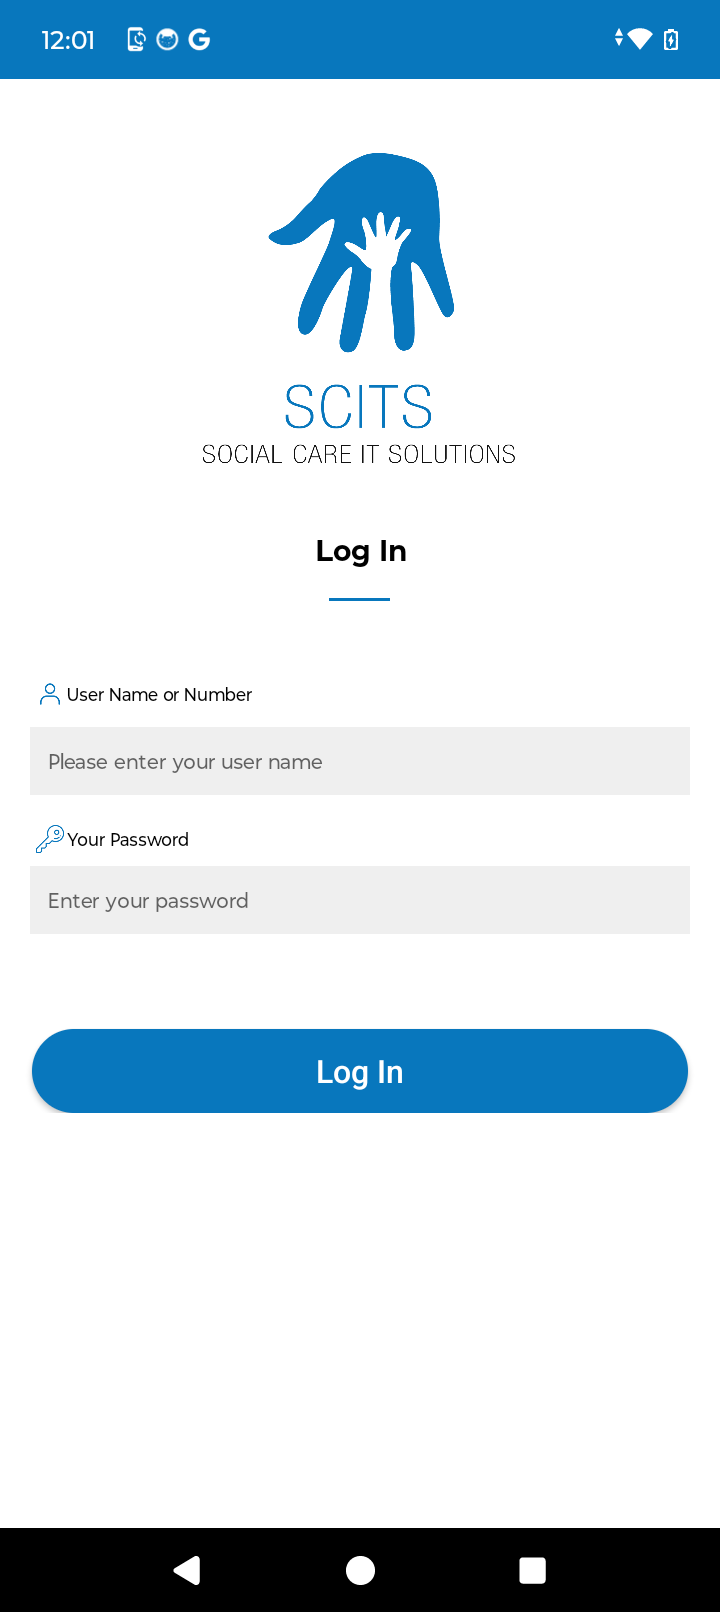 12:01
SCITS
SOCIAL CARE IT SOLUTIONS
Log In
User Name or Number
Please enter your user name
Your Password
Enter your password
Log In